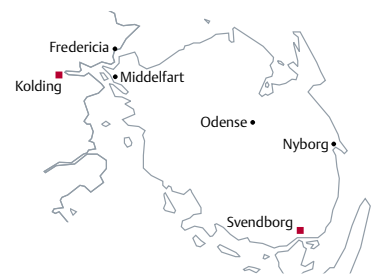 Fredericia
Middelfart
Kolding
Odense
Nyborg
Svendborg